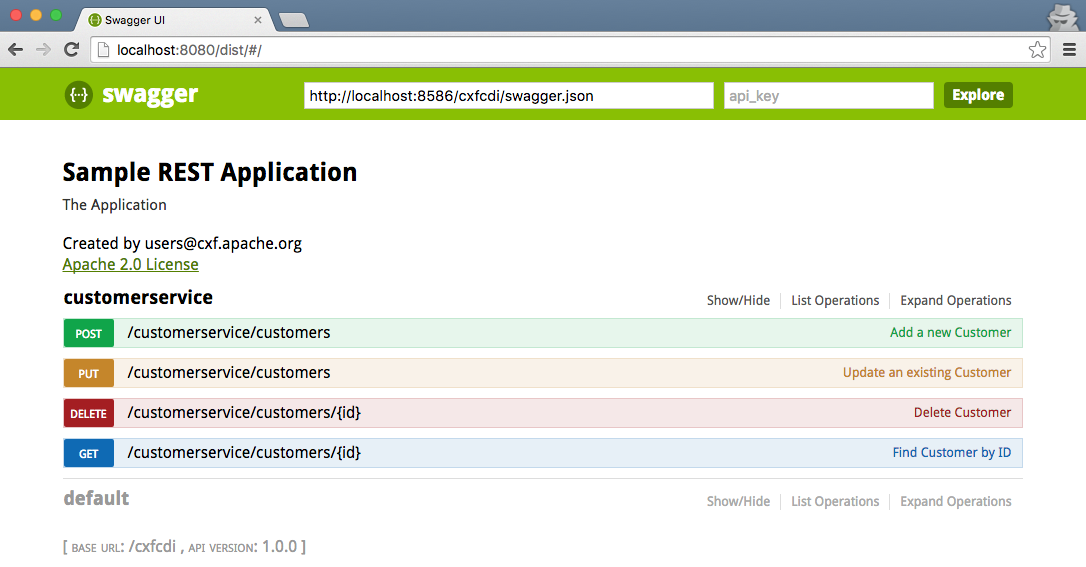 Swagger UI
localhost:8080/dist/#/
{···} swagger http://localhost:8586/cxfcdi/swagger.json api_key Explore
Sample REST Application
The Application
Created by users@cxf.apache.org
Apache 2.0 License
customerservice Show/Hide List Operations Expand Operations
POST /customerservice/customers Add a new Customer
PUT /customerservice/customers Update an existing Customer
DELETE /customerservice/customers/{id} Delete Customer
GET /customerservice/customers/{id} Find Customer by ID
default Show/Hide List Operations Expand Operations
[ BASE URL: /cxfcdi , API VERSION: 1.0.0 ]